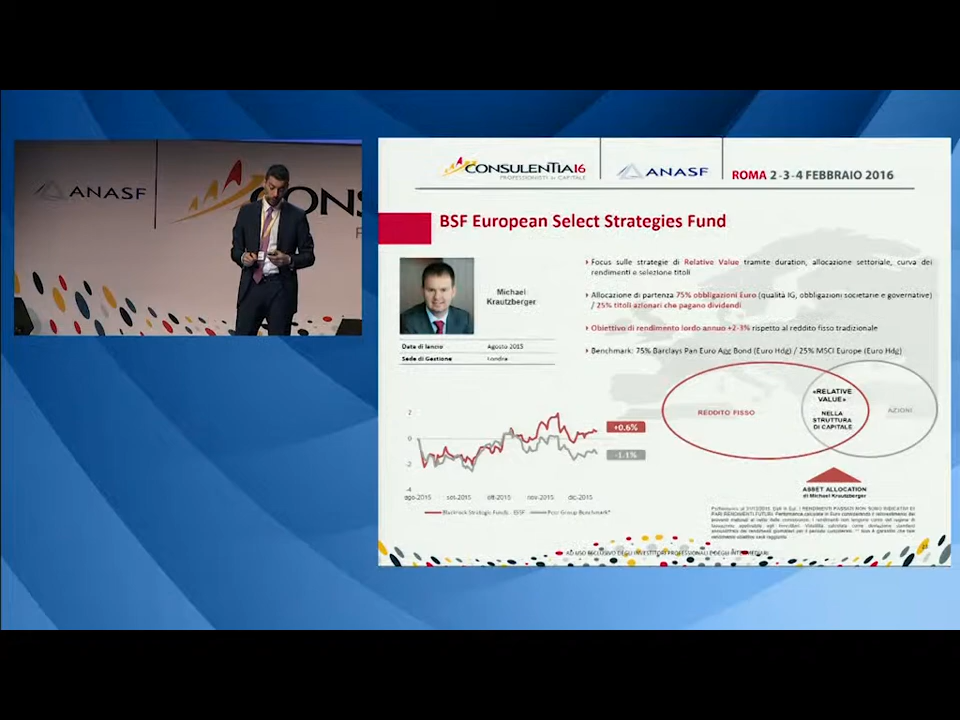 ANASF
CONS
CONSULENTIA16
PROFESSIONISTI IN CAPITALE
ANASF
ROMA 2-3-4 FEBBRAIO 2016
BSF European Select Strategies Fund
Michael
Krautzberger
Data di lancio Agosto 2015
Sede di Gestione Londra
Focus sulle strategie di Relative Value tramite duration, allocazione settoriale, curva dei
rendimenti e selezione titoli
Allocazione di partenza 75% obbligazioni Euro (qualità IG, obbligazioni societarie e governative)
/ 25% titoli azionari che pagano dividendi
Obiettivo di rendimento lordo annuo +2-3% rispetto al reddito fisso tradizionale
Benchmark: 75% Barclays Pan Euro Agg Bond (Euro Hdg) / 25% MSCI Europe (Euro Hdg)
REDDITO FISSO
«RELATIVE
VALUE»
NELLA
STRUTTURA
DI CAPITALE
AZIONI
ASSET ALLOCATION
di Michael Krautzberger
2
0
-2
-4
+0.6%
-1.1%
ago-2015 set-2015 ott-2015 nov-2015 dic-2015
Blackrock Strategic Funds - ESSF Peer Group Benchmark*
AD USO ESCLUSIVO DEGLI INVESTITORI PROFESSIONALI E DEGLI INTERMEDIARI